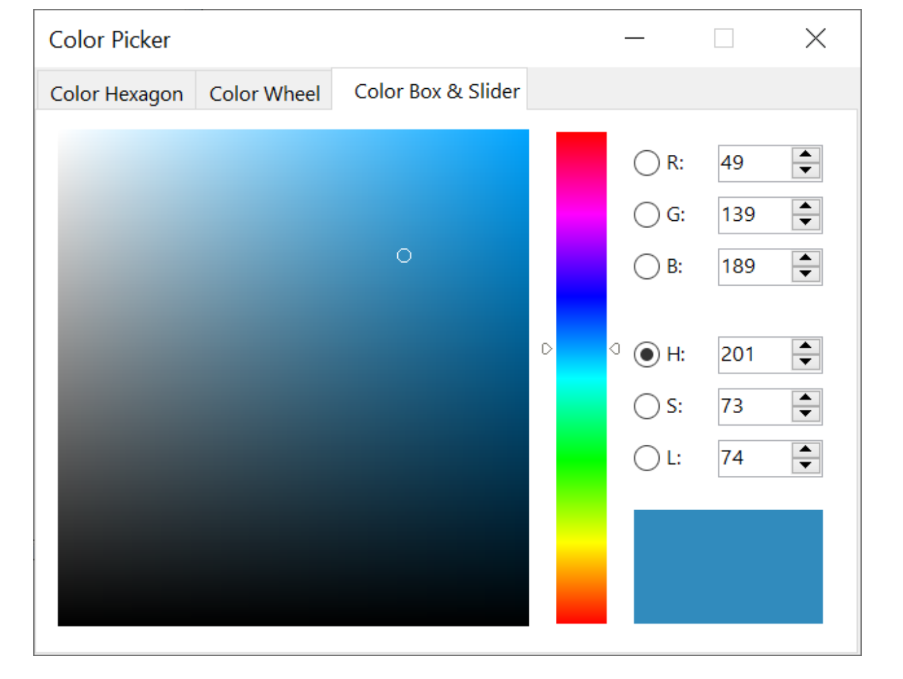 Color Picker
Color Hexagon Color Wheel Color Box & Slider
R: 49
G: 139
B: 189
H: 201
S: 73
L: 74